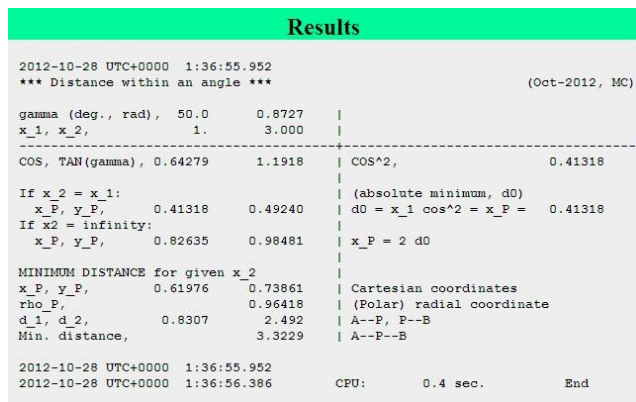 Results
2012-10-28 UTC+0000 1:36:55.952
*** Distance within an angle *** (Oct-2012, MC)
gamma (deg., rad), 50.0 0.8727 |
x_1, x_2, 1. 3.000 |
COS, TAN(gamma), 0.64279 1.1918 | COS^2, 0.41318
If x_2 = x_1: | (absolute minimum, d0)
x_P, y_P, 0.41318 0.49240 | d0 = x_1 cos^2 = x_P = 0.41318
If x2 = infinity: |
x_P, y_P, 0.82635 0.98481 | x_P = 2 d0
MINIMUM DISTANCE for given x_2 |
x_P, y_P, 0.61976 0.73861 | Cartesian coordinates
rho_P, 0.96418 | (Polar) radial coordinate
d_1, d_2, 0.8307 2.492 | A--P, P--B
Min. distance, 3.3229 | A--P--B
2012-10-28 UTC+0000 1:36:55.952
2012-10-28 UTC+0000 1:36:56.386 CPU: 0.4 sec. End